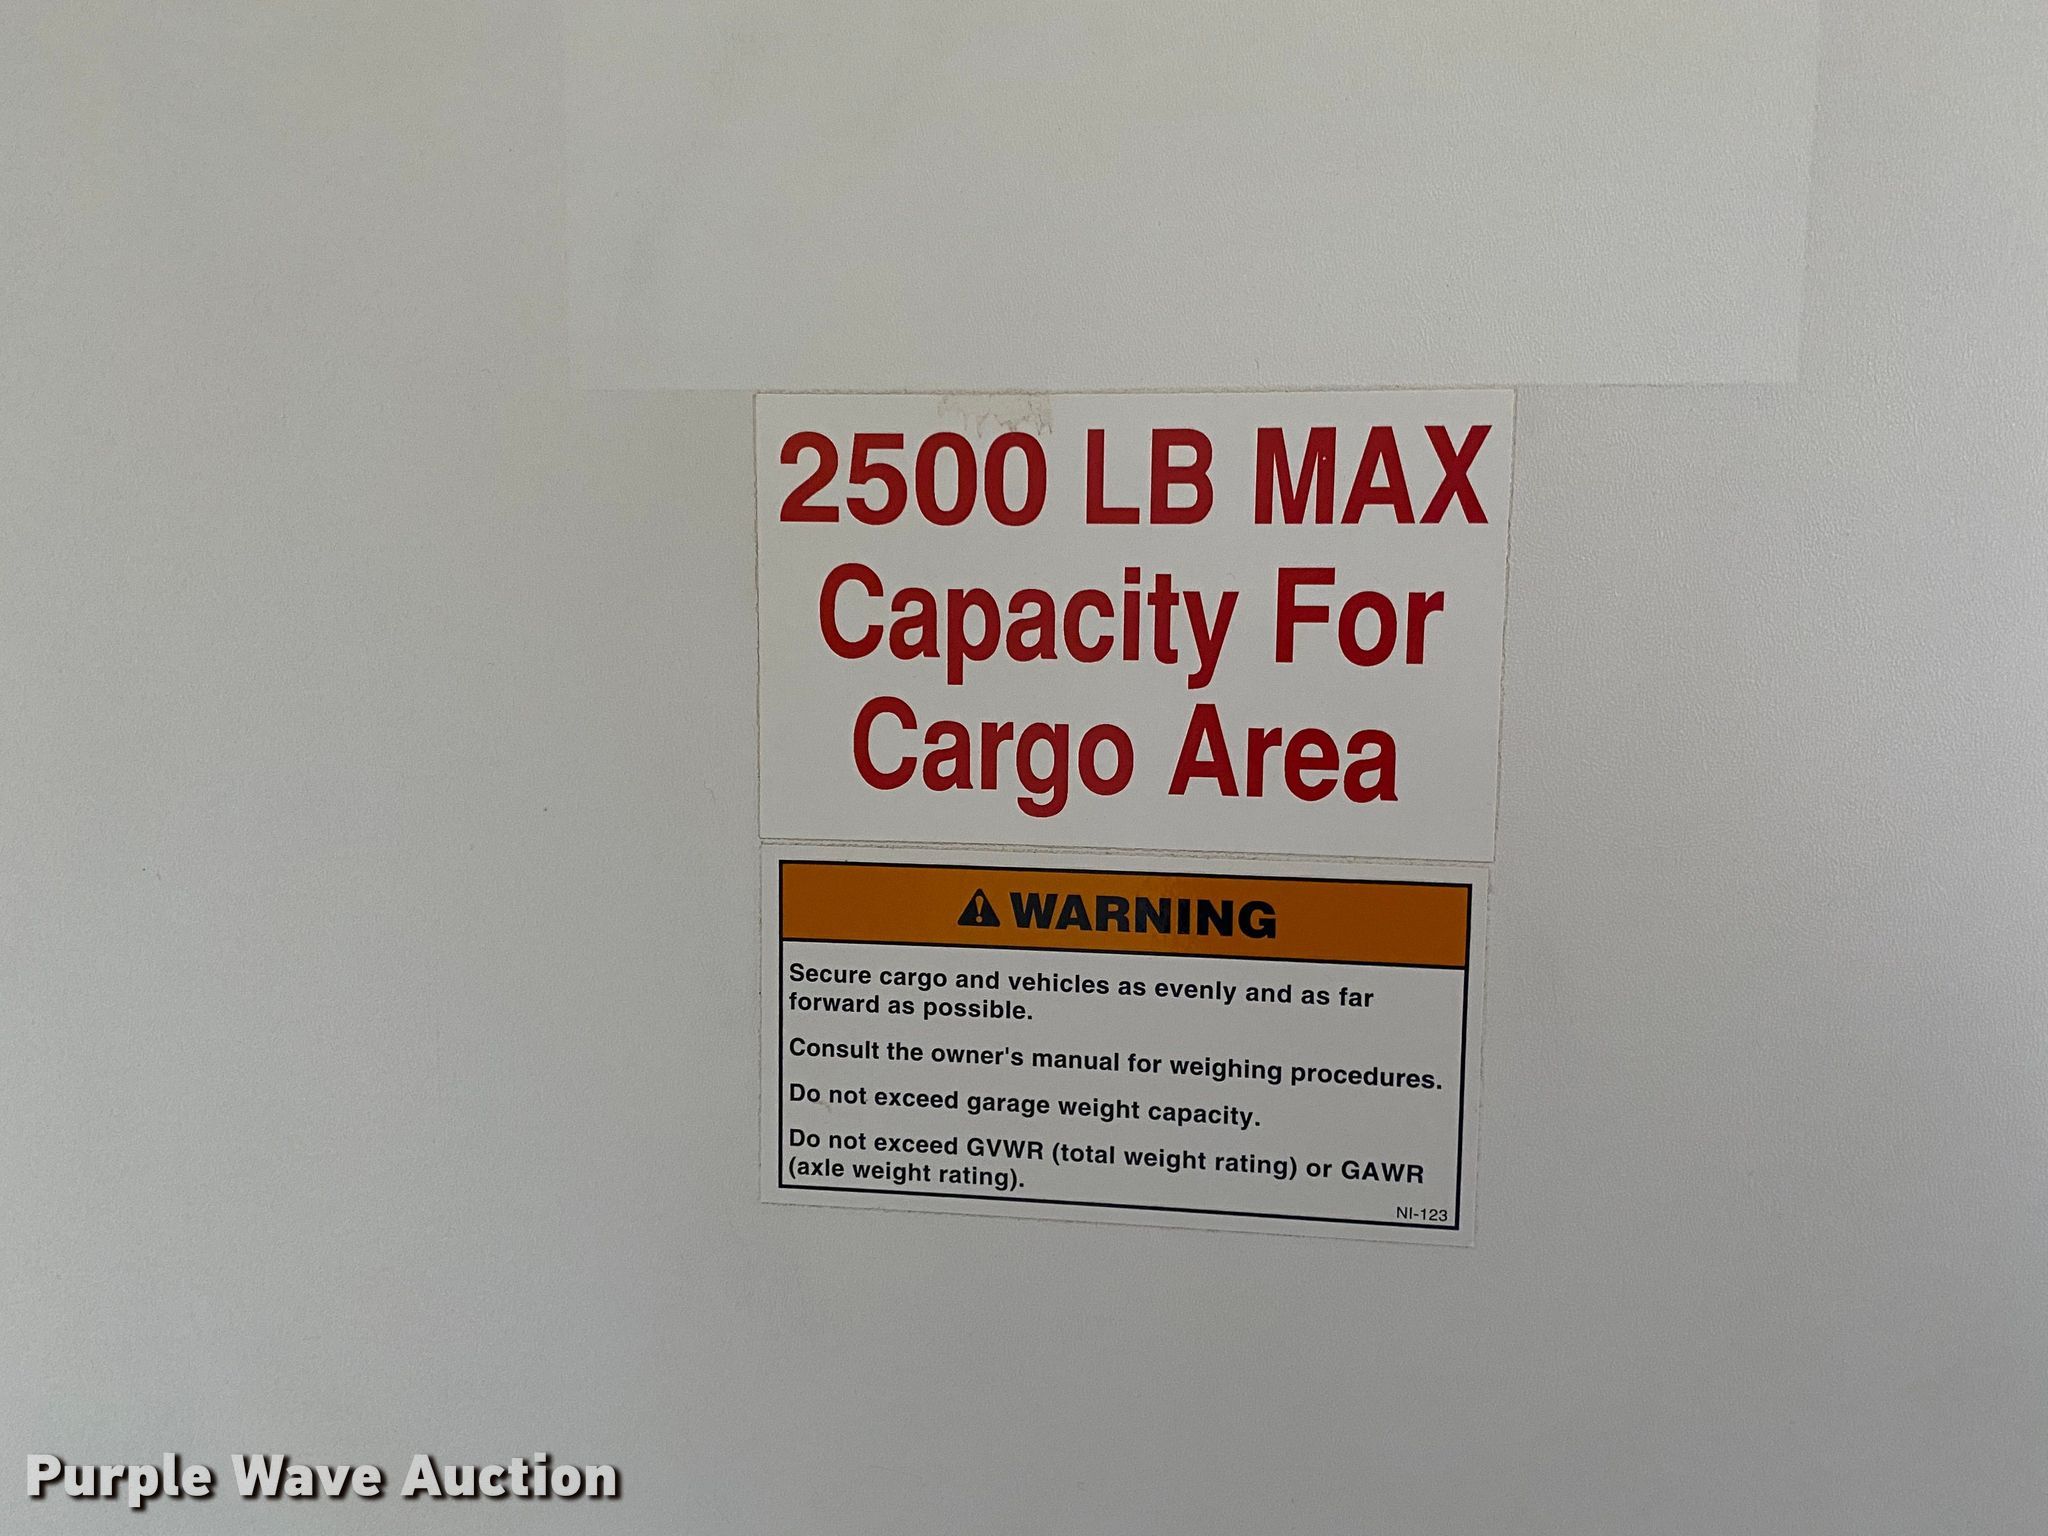 2500 LB MAX
Capacity For
Cargo Area
WARNING
Secure cargo and vehicles as evenly and as far
forward as possible.
Consult the owner's manual for weighing procedures.
Do not exceed garage weight capacity.
Do not exceed GVWR (total weight rating) or GAWR
(axle weight rating).
NI-123
Purple Wave Auction